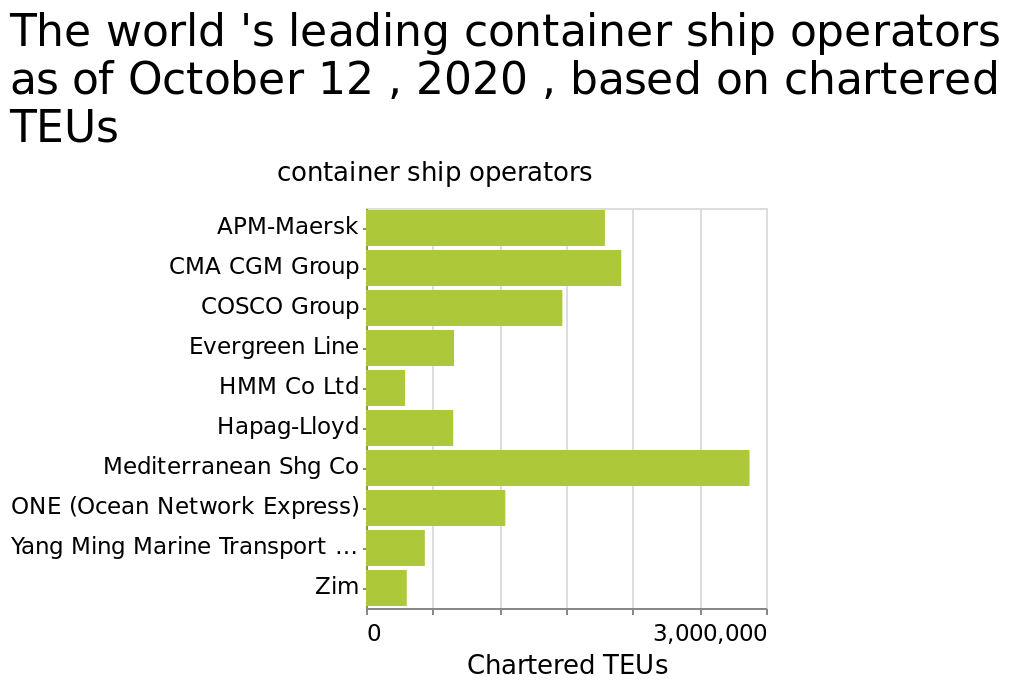 The world 's leading container ship operators
as of October 12 , 2020 , based on chartered
TEUs
container ship operators
APM-Maersk
CMA CGM Group
COSCO Group
Evergreen Line
HMM Co Ltd
Hapag-Lloyd
Mediterranean Shg Co
ONE (Ocean Network Express)
Yang Ming Marine Transport …
Zim
0
3,000,000
Chartered TEUs